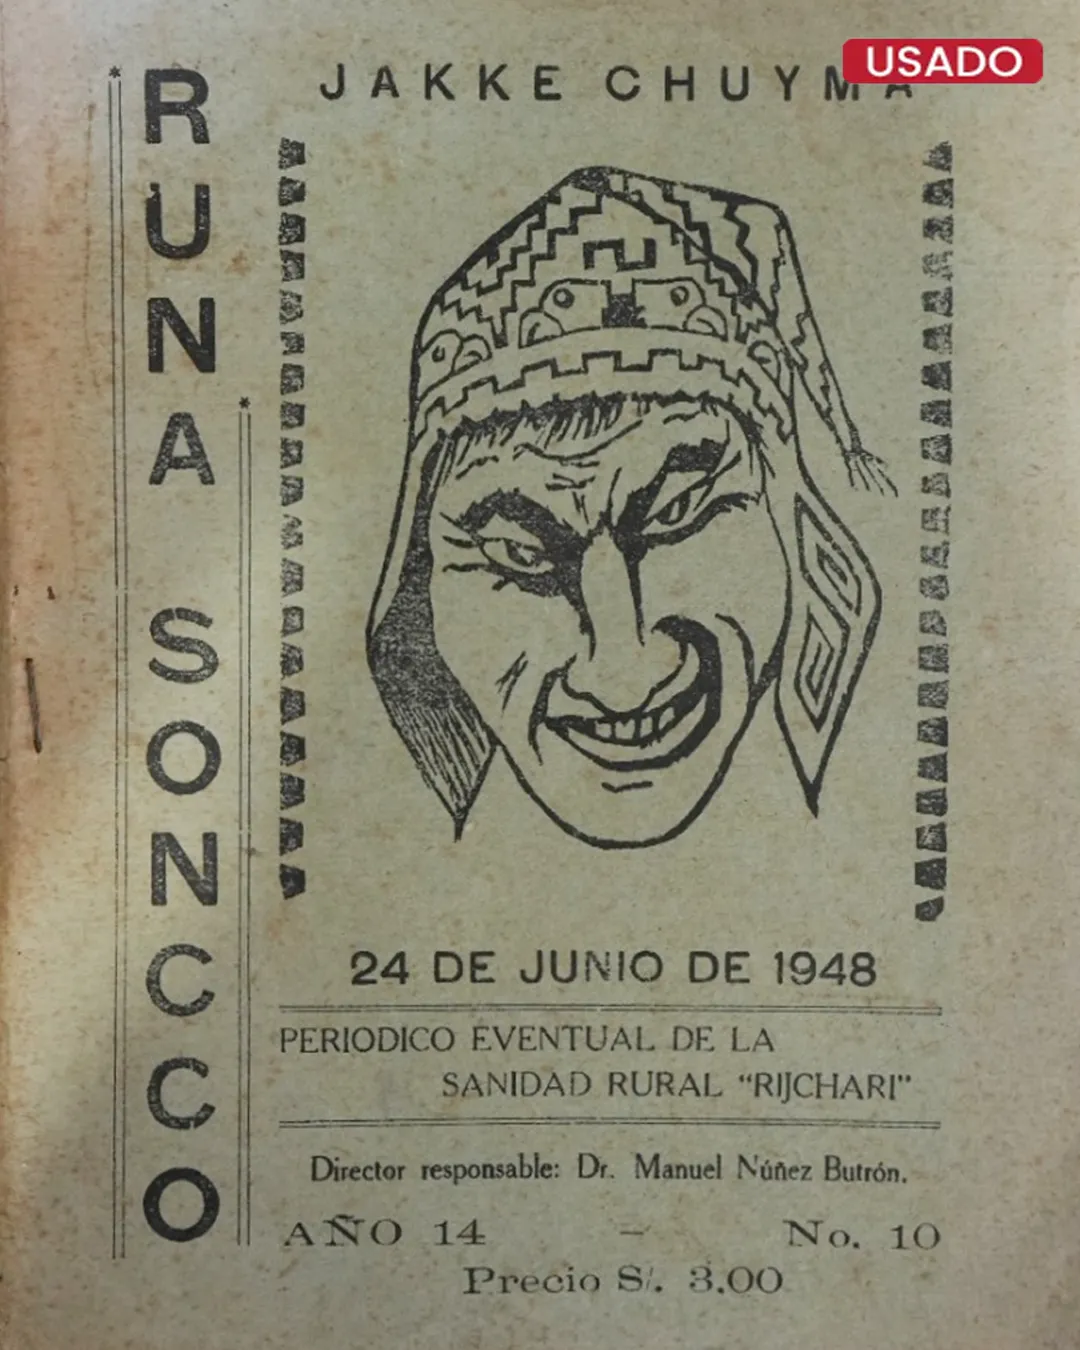 USADO
JAKKE CHUYMA
RUNA SONCCO
24 DE JUNIO DE 1948
PERIODICO EVENTUAL DE LA
SANIDAD RURAL “RIJCHARI”
Director responsable: Dr. Manuel Núñez Butrón.
AÑO 14 — No. 10
Precio S/. 3.00